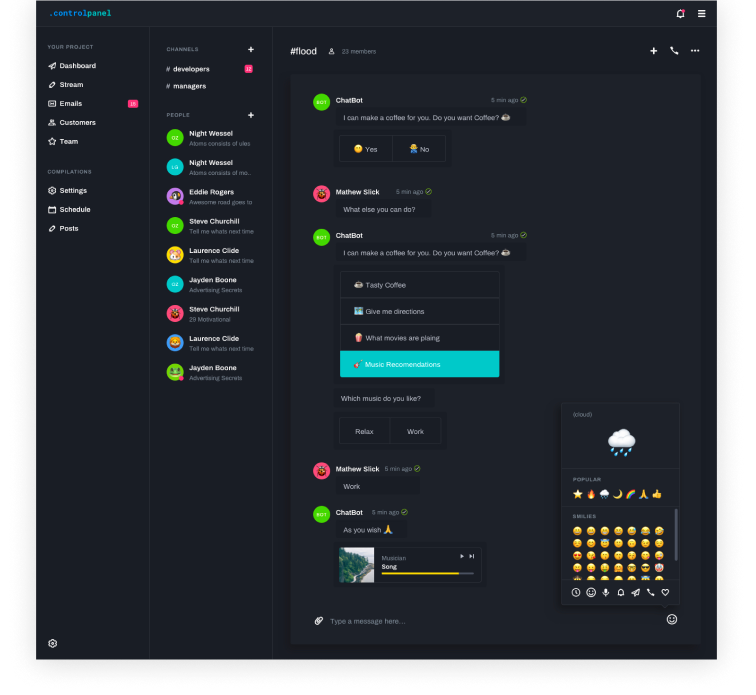 .controlpanel
YOUR PROJECT
Dashboard
Stream
Emails
Customers
Team
COMPILATIONS
Settings
Schedule
Posts
CHANNELS
# developers
# managers
PEOPLE
OZ Night Wessel
Atoms consists of uies
LG Night Wessel
Atoms consists of mo..
Eddie Rogers
Awesome road goes to
OZ Steve Churchill
Tell me whats next time
Laurence Clide
Tell me whats next time
OZ Jayden Boone
Advertising Secrets
Steve Churchill
29 Motivational
Laurence Clide
Tell me whats next time
Jayden Boone
Advertising Secrets
#flood 23 members
BOT ChatBot 5 min ago
I can make a coffee for you. Do you want Coffee?
Yes No
Mathew Slick 5 min ago
What else you can do?
BOT ChatBot 5 min ago
I can make a coffee for you. Do you want Coffee?
Tasty Coffee
Give me directions
What movies are plaing
Music Recomendations
Which music do you like?
Relax Work
Mathew Slick 5 min ago
Work
BOT ChatBot 5 min ago
As you wish
Musician
Song
Type a message here...
(cloud)
POPULAR
SMILIES